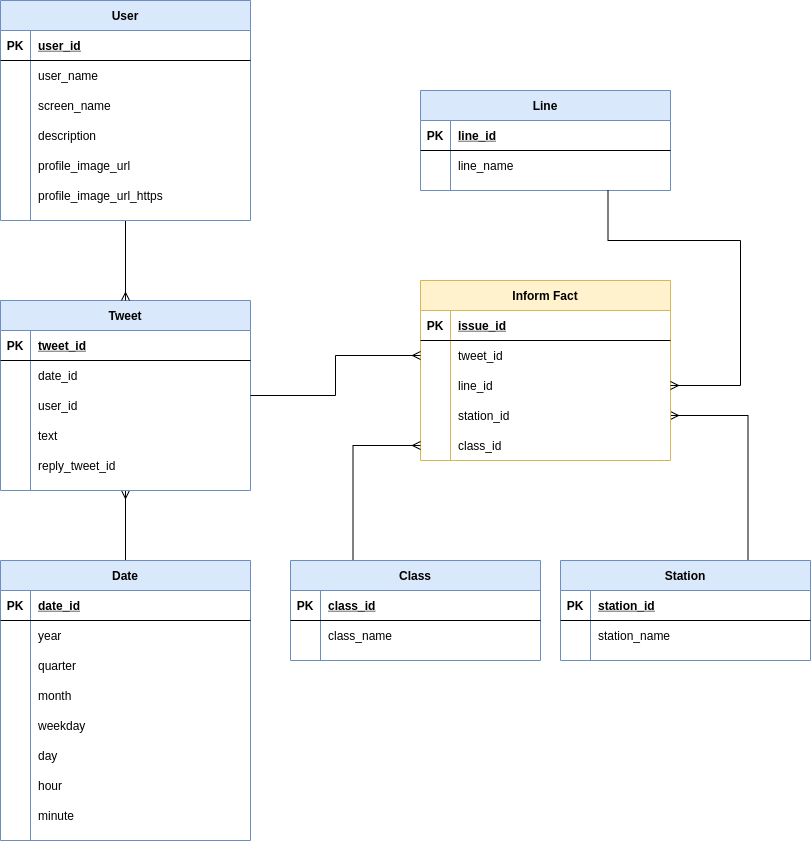 User
PK user_id
user_name
screen_name
description
profile_image_url
profile_image_url_https
Line
PK line_id
line_name
Tweet
PK tweet_id
date_id
user_id
text
reply_tweet_id
Inform Fact
PK issue_id
tweet_id
line_id
station_id
class_id
Date
PK date_id
year
quarter
month
weekday
day
hour
minute
Class
PK class_id
class_name
Station
PK station_id
station_name